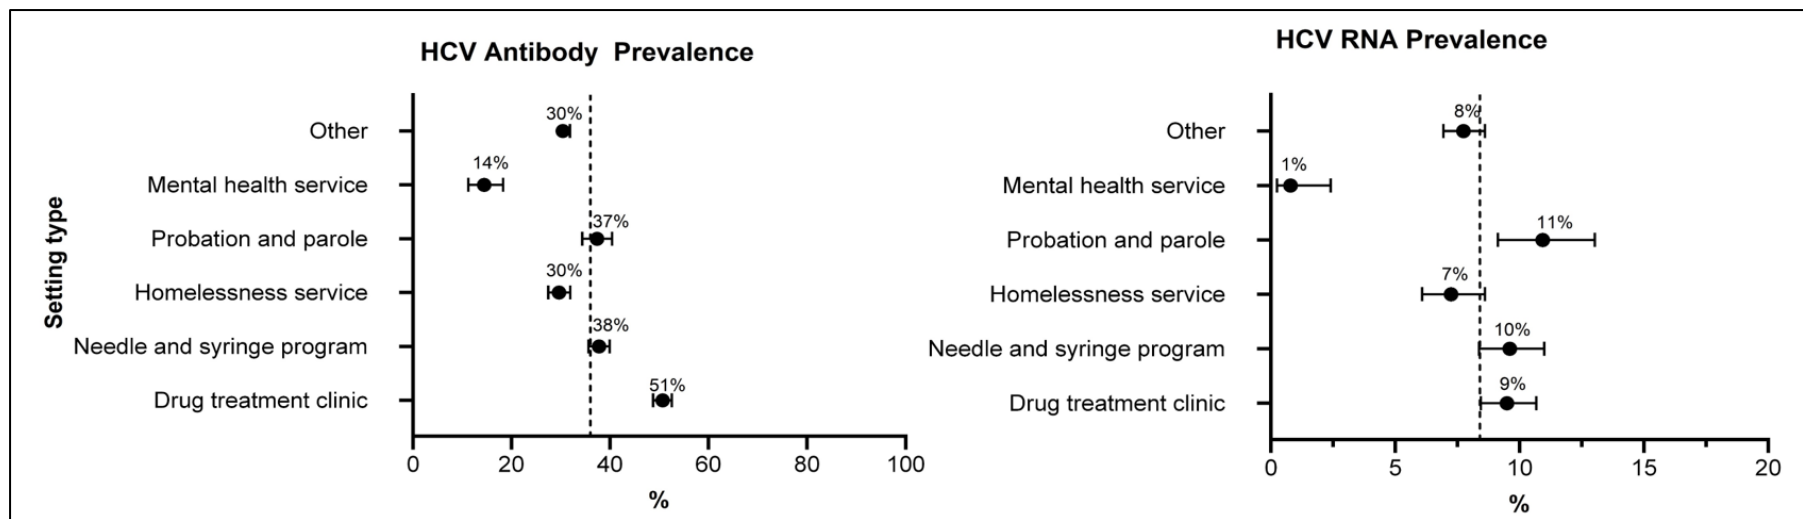 HCV Antibody Prevalence
Setting type
Other
30%
Mental health service
14%
Probation and parole
37%
Homelessness service
30%
Needle and syringe program
38%
Drug treatment clinic
51%
0 20 40 60 80 100
%
HCV RNA Prevalence
Other
8%
Mental health service
1%
Probation and parole
11%
Homelessness service
7%
Needle and syringe program
10%
Drug treatment clinic
9%
0 5 10 15 20
%